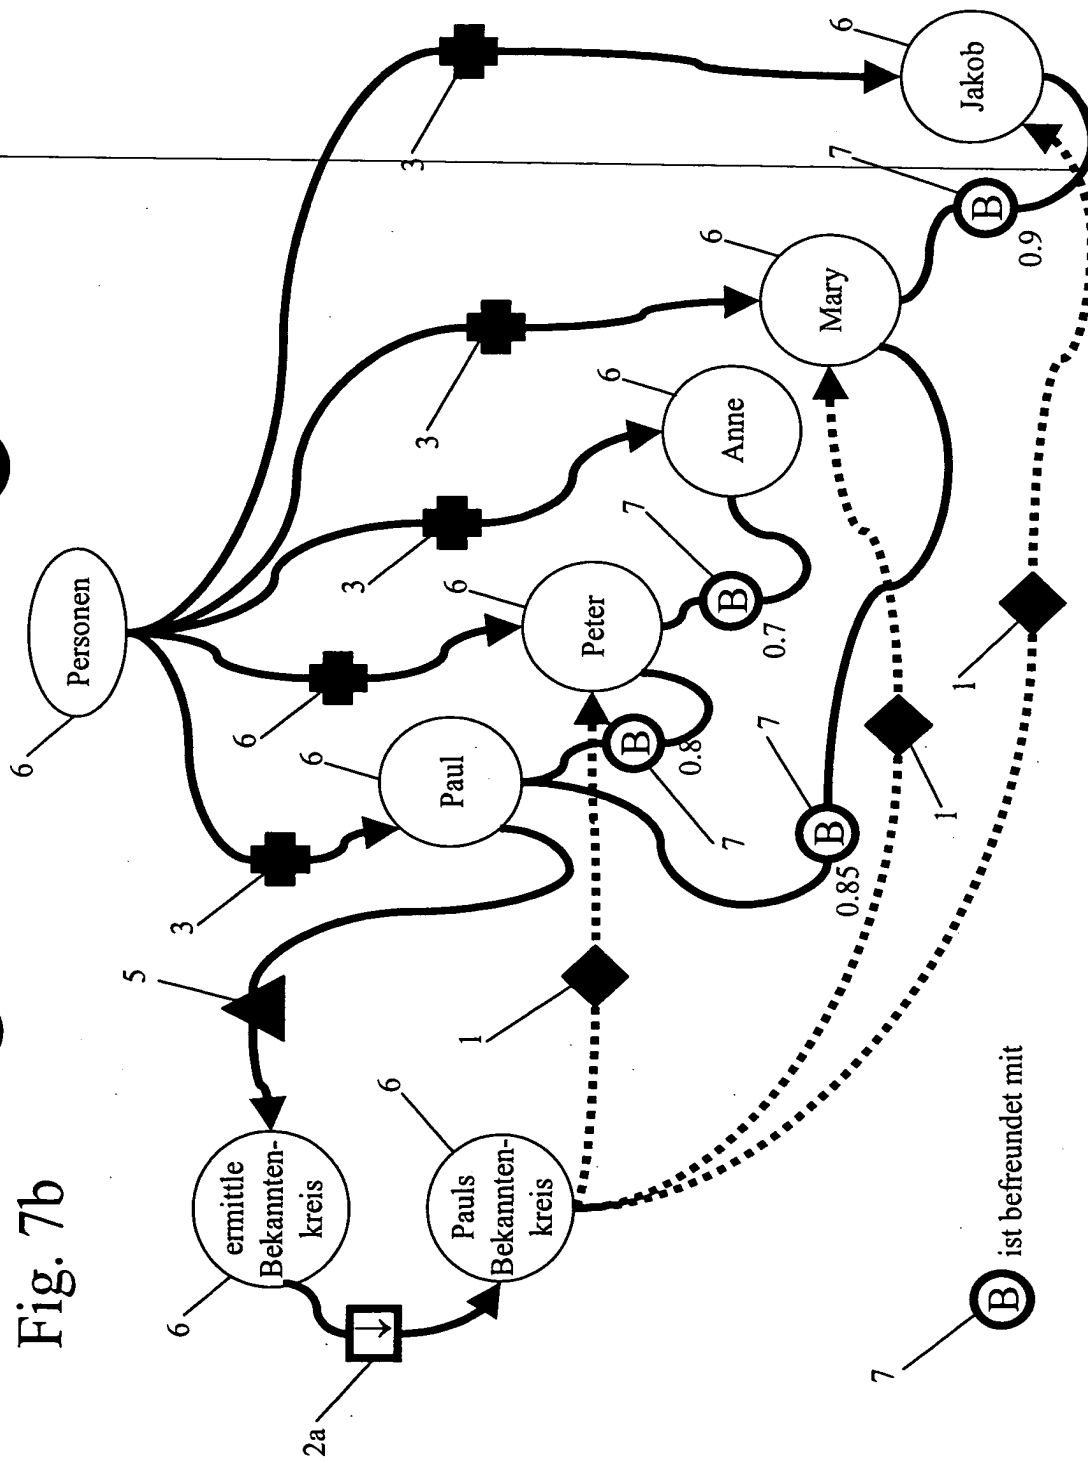 Fig. 7b
6
Personen
5
6
3
6
ermittle
Bekannten-
kreis
2a
6
3
6
3
3
Paul
6
1
Pauls
Bekannten-
kreis
Peter
6
7
B
0.8
6
7
B
Anne
7
0.7
B
Mary
7
6
0.85
7
1
1
Jakob
B
0.9
B ist befreundet mit